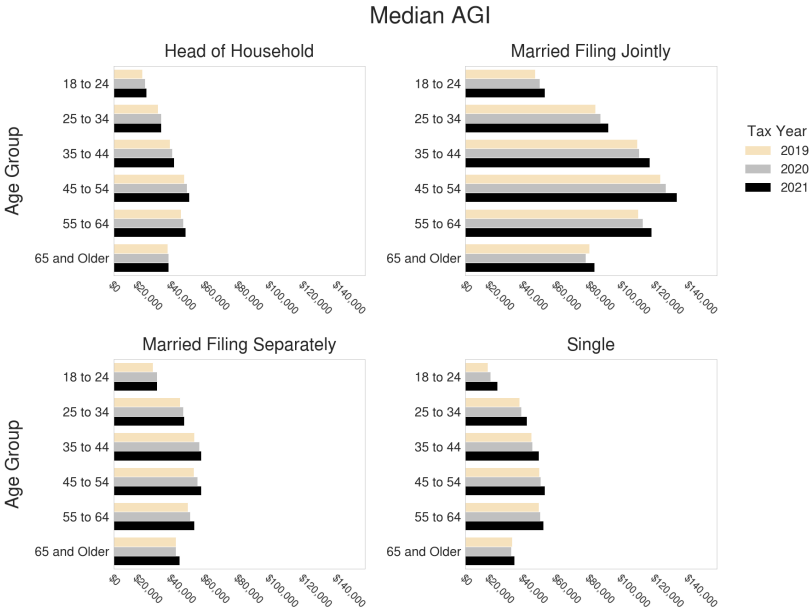 Median AGI
Head of Household
Married Filing Jointly
Age Group
18 to 24
25 to 34
35 to 44
45 to 54
55 to 64
65 and Older
$0
$20,000
$40,000
$60,000
$80,000
$100,000
$120,000
$140,000
18 to 24
25 to 34
35 to 44
45 to 54
55 to 64
65 and Older
$0
$20,000
$40,000
$60,000
$80,000
$100,000
$120,000
$140,000
Tax Year
2019
2020
2021
Married Filing Separately
Single
Age Group
18 to 24
25 to 34
35 to 44
45 to 54
55 to 64
65 and Older
$0
$20,000
$40,000
$60,000
$80,000
$100,000
$120,000
$140,000
18 to 24
25 to 34
35 to 44
45 to 54
55 to 64
65 and Older
$0
$20,000
$40,000
$60,000
$80,000
$100,000
$120,000
$140,000